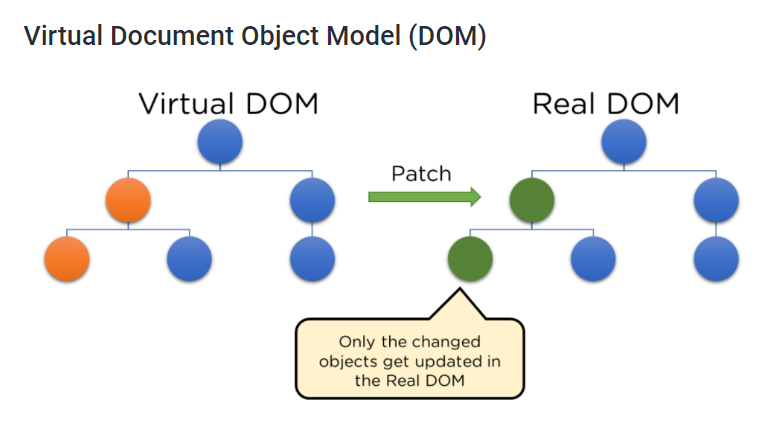 Virtual Document Object Model (DOM)
Virtual DOM
Real DOM
Patch
Only the changed
objects get updated in
the Real DOM